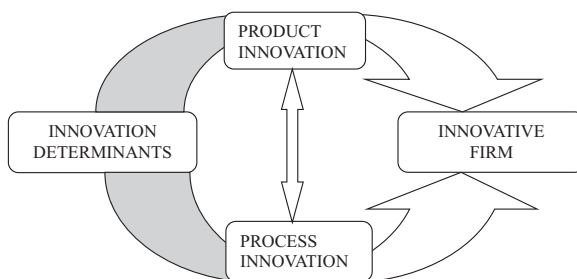 PRODUCT
INNOVATION
INNOVATION
DETERMINANTS
INNOVATIVE
FIRM
PROCESS
INNOVATION